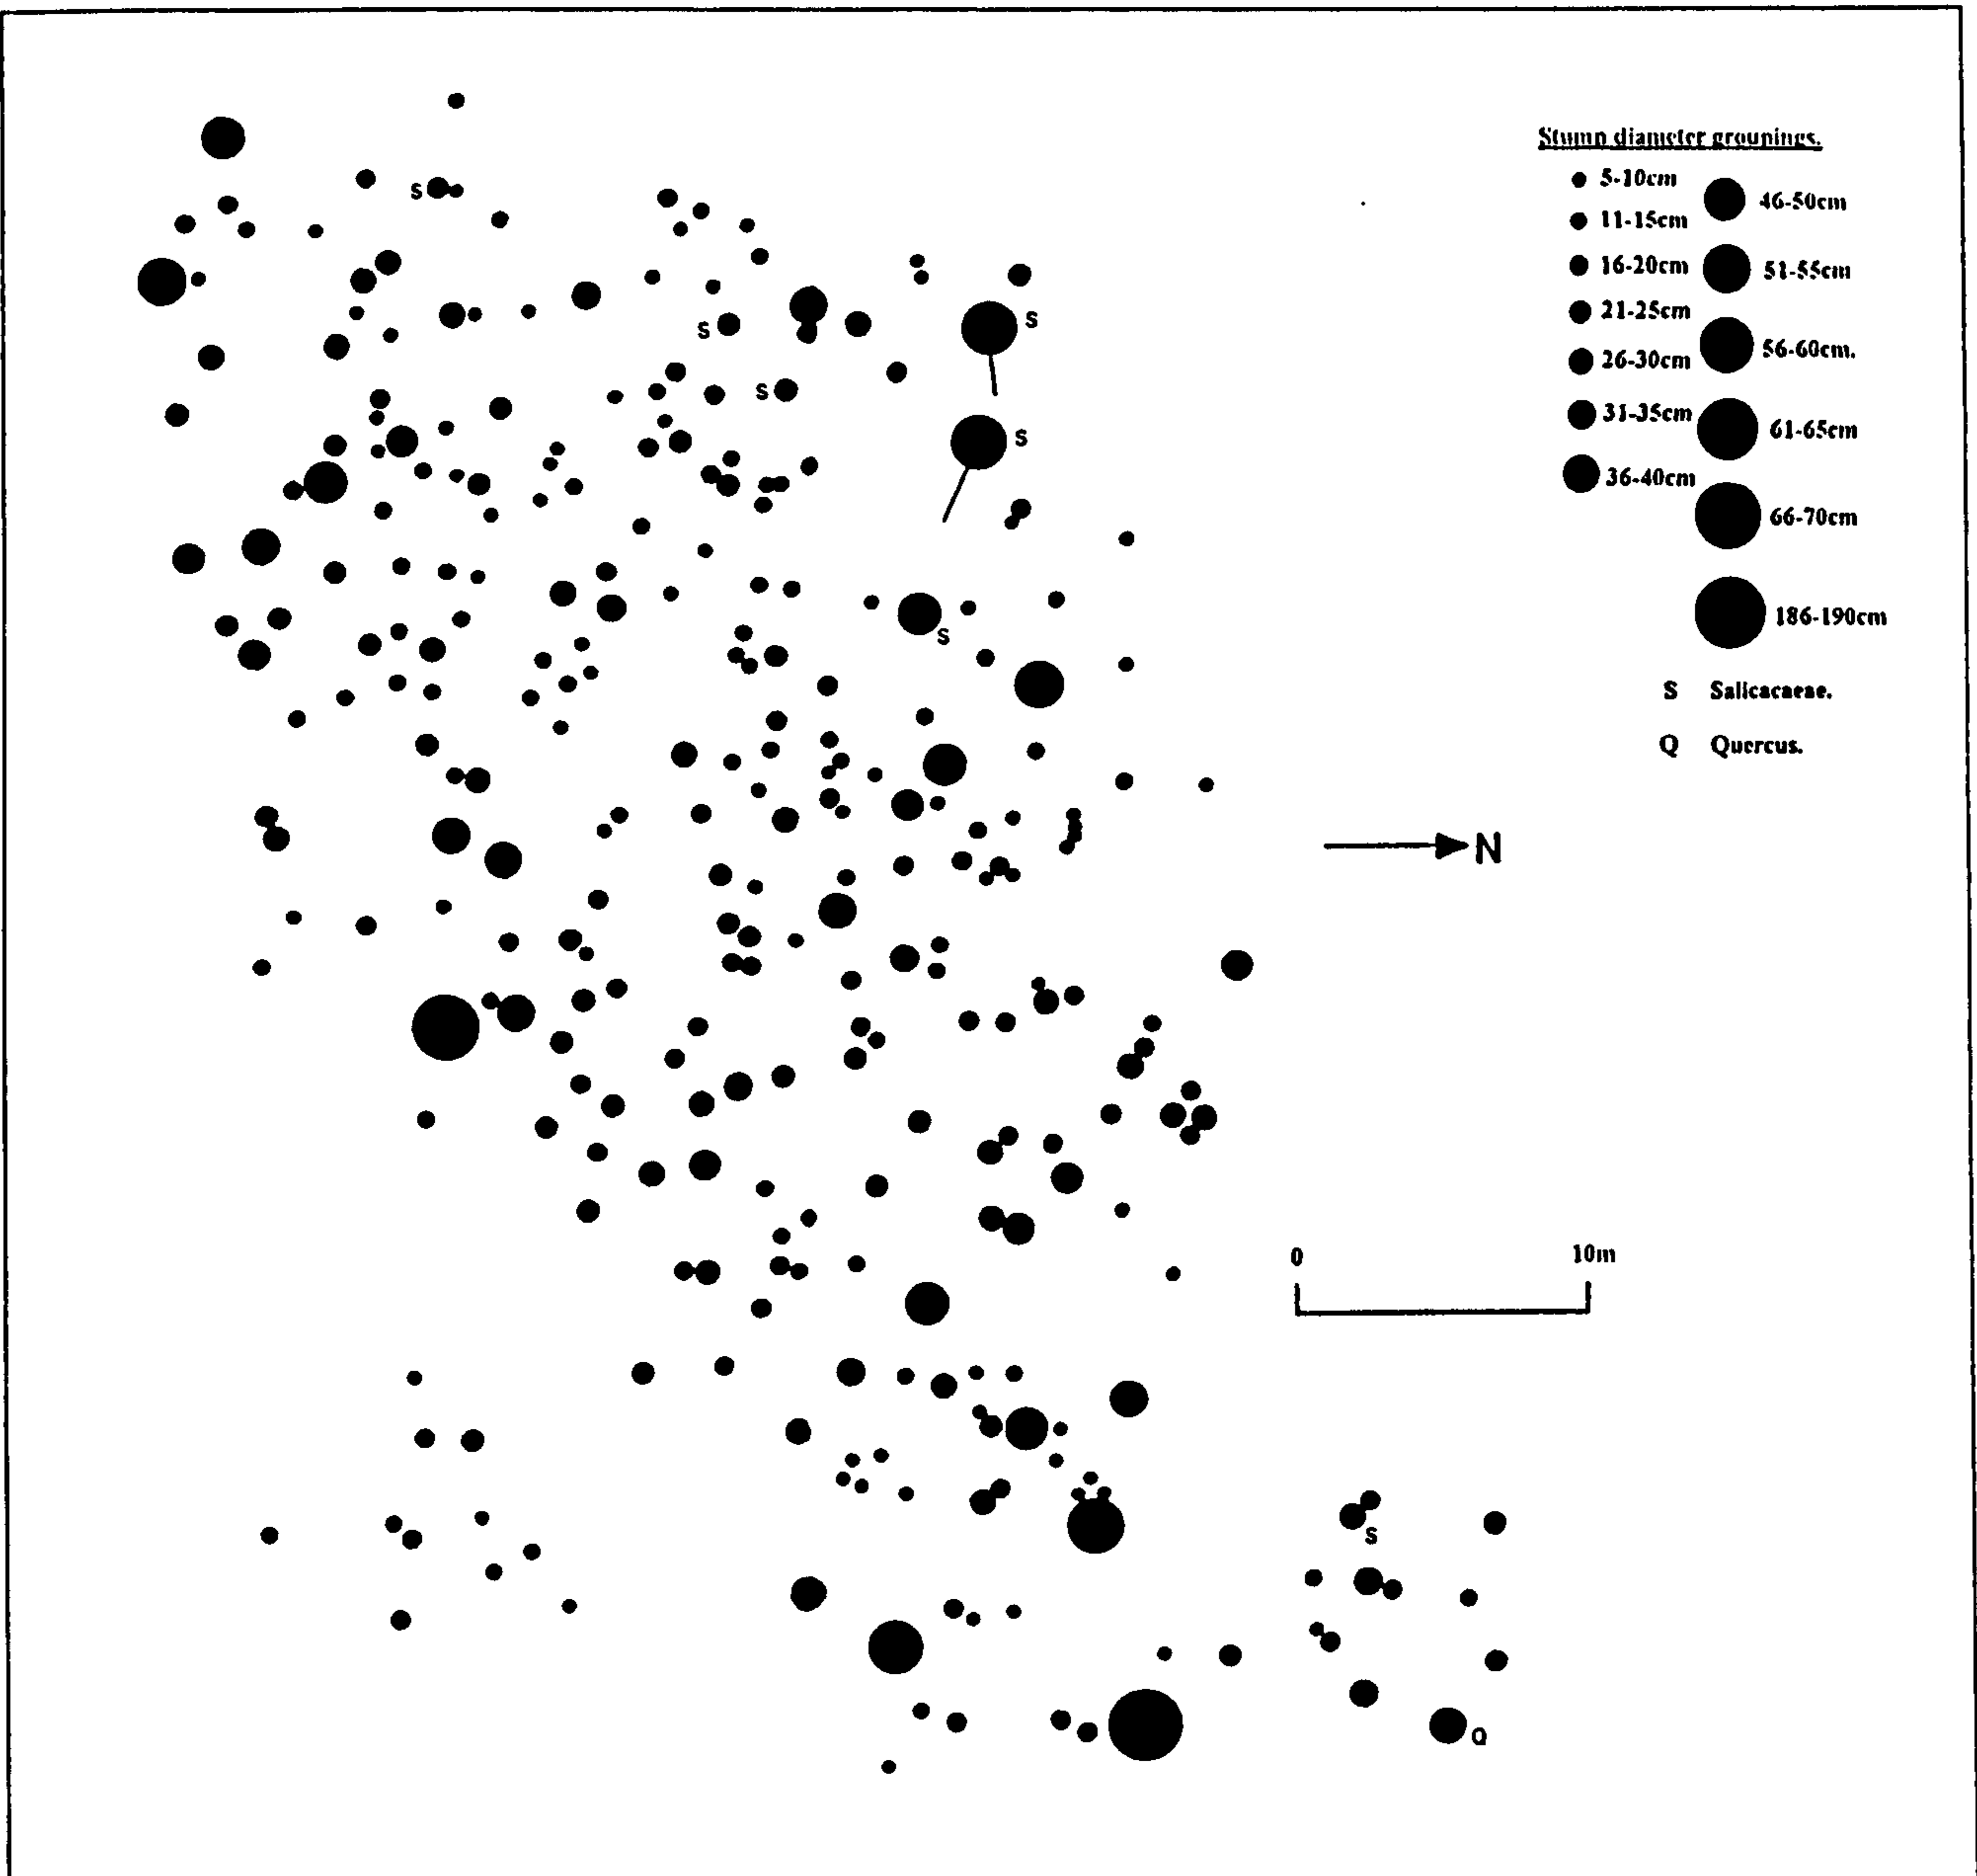 Stump diameter groupings.
5-10cm
11-15cm
16-20cm
21-25cm
26-30cm
31-35cm
36-40cm
46-50cm
51-55cm
56-60cm.
61-65cm
66-70cm
186-190cm
S Salicacaeae.
Q Quercus.
S
S
S
S
S
S
N
0 10m
S
Q